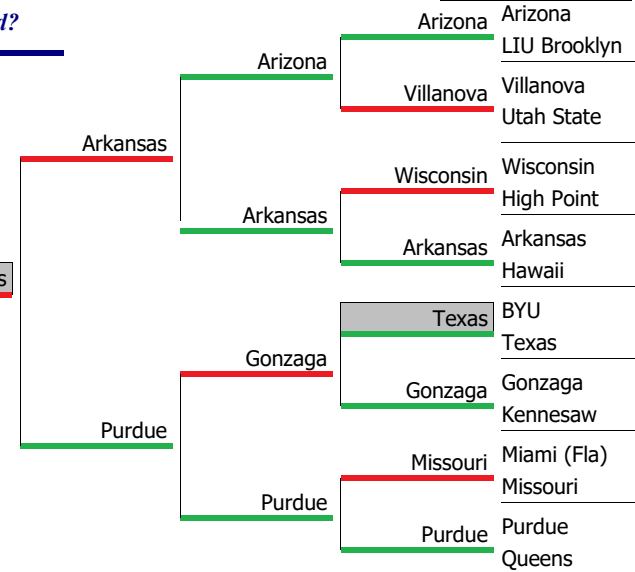 d?
Arizona
Arizona
LIU Brooklyn
Arizona
Villanova
Villanova
Utah State
Arkansas
Wisconsin
Wisconsin
High Point
Arkansas
Arkansas
Arkansas
Hawaii
s
Texas
BYU
Texas
Gonzaga
Gonzaga
Gonzaga
Kennesaw
Purdue
Missouri
Miami (Fla)
Missouri
Purdue
Purdue
Purdue
Queens